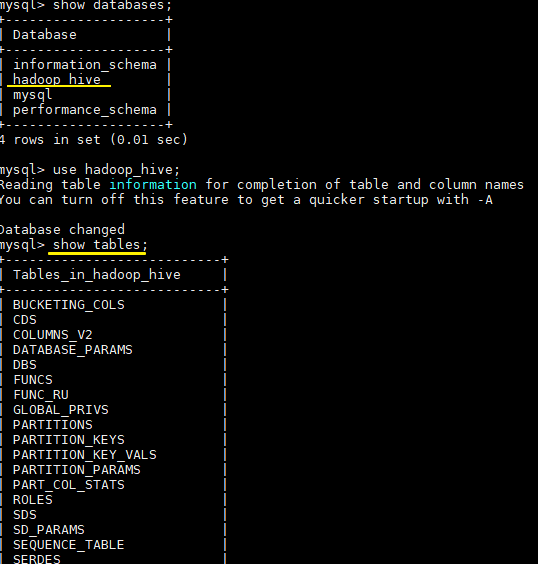 mysql> show databases;
+--------------------+
| Database           |
+--------------------+
| information_schema |
| hadoop_hive        |
| mysql              |
| performance_schema |
+--------------------+
4 rows in set (0.01 sec)
mysql> use hadoop_hive;
Reading table information for completion of table and column names
You can turn off this feature to get a quicker startup with -A
Database changed
mysql> show tables;
+---------------------------+
| Tables_in_hadoop_hive     |
+---------------------------+
| BUCKETING_COLS            |
| CDS                       |
| COLUMNS_V2                |
| DATABASE_PARAMS           |
| DBS                       |
| FUNCS                     |
| FUNC_RU                   |
| GLOBAL_PRIVS              |
| PARTITIONS                |
| PARTITION_KEYS            |
| PARTITION_KEY_VALS        |
| PARTITION_PARAMS          |
| PART_COL_STATS            |
| ROLES                     |
| SDS                       |
| SD_PARAMS                 |
| SEQUENCE_TABLE            |
| SERDES                    |